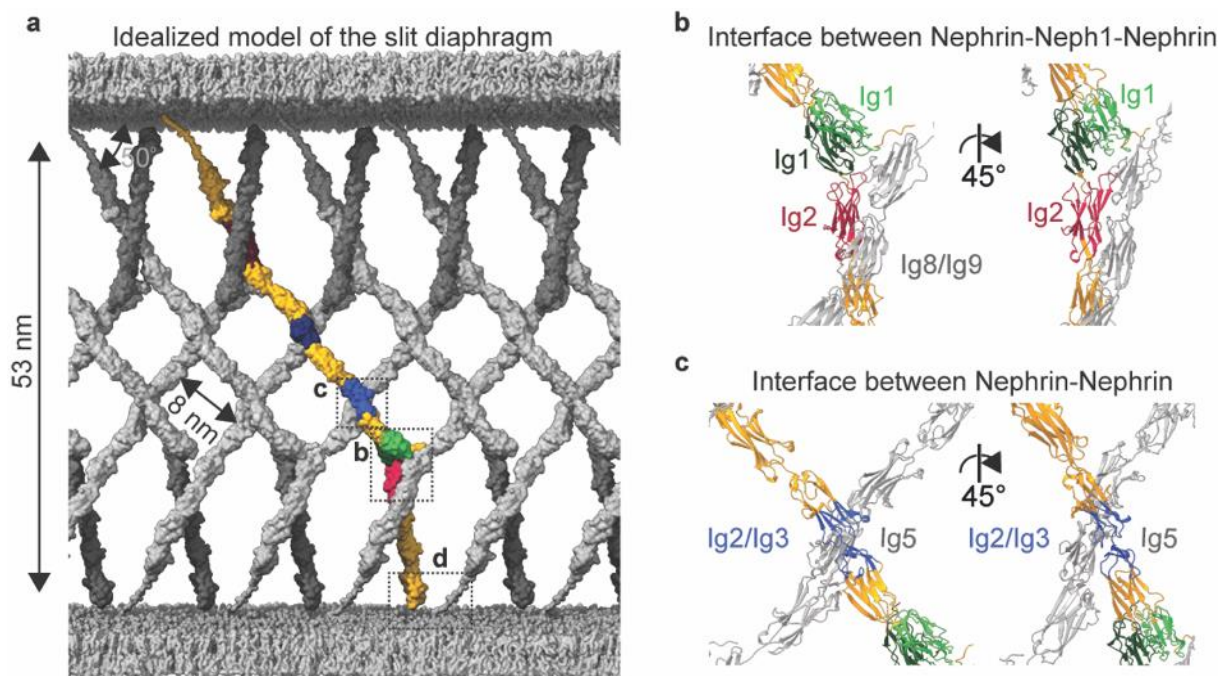 a
Idealized model of the slit diaphragm
50°
53 nm
8 nm
c
b
d
b
Interface between Nephrin-Neph1-Nephrin
Ig1
Ig1
Ig2
Ig8/Ig9
45°
Ig1
Ig2
c
Interface between Nephrin-Nephrin
Ig2/Ig3
Ig5
45°
Ig2/Ig3
Ig5